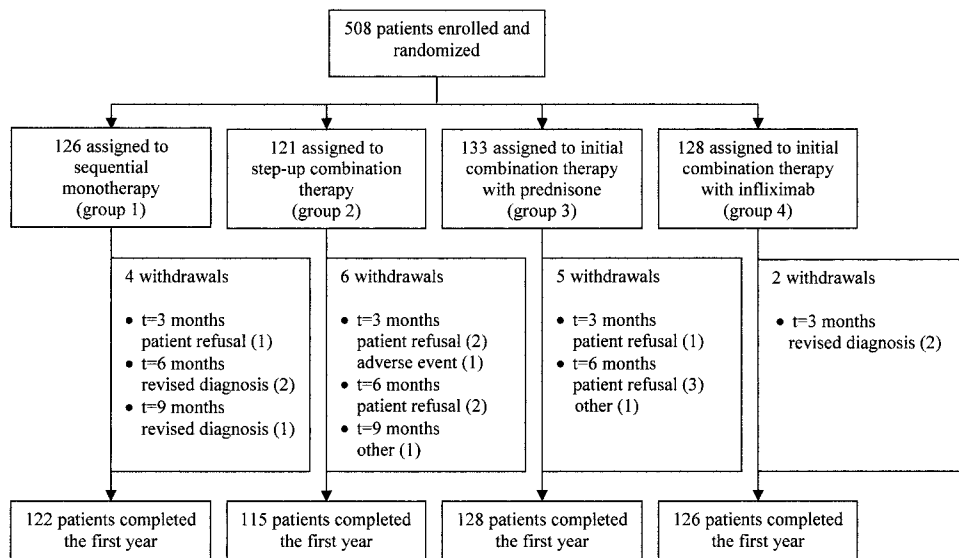 508 patients enrolled and
randomized
126 assigned to
sequential
monotherapy
(group 1)
121 assigned to
step-up combination
therapy
(group 2)
133 assigned to initial
combination therapy
with prednisone
(group 3)
128 assigned to initial
combination therapy
with infliximab
(group 4)
4 withdrawals
• t=3 months
patient refusal (1)
• t=6 months
revised diagnosis (2)
• t=9 months
revised diagnosis (1)
6 withdrawals
• t=3 months
patient refusal (2)
adverse event (1)
• t=6 months
patient refusal (2)
• t=9 months
other (1)
5 withdrawals
• t=3 months
patient refusal (1)
• t=6 months
patient refusal (3)
other (1)
2 withdrawals
• t=3 months
revised diagnosis (2)
122 patients completed
the first year
115 patients completed
the first year
128 patients completed
the first year
126 patients completed
the first year